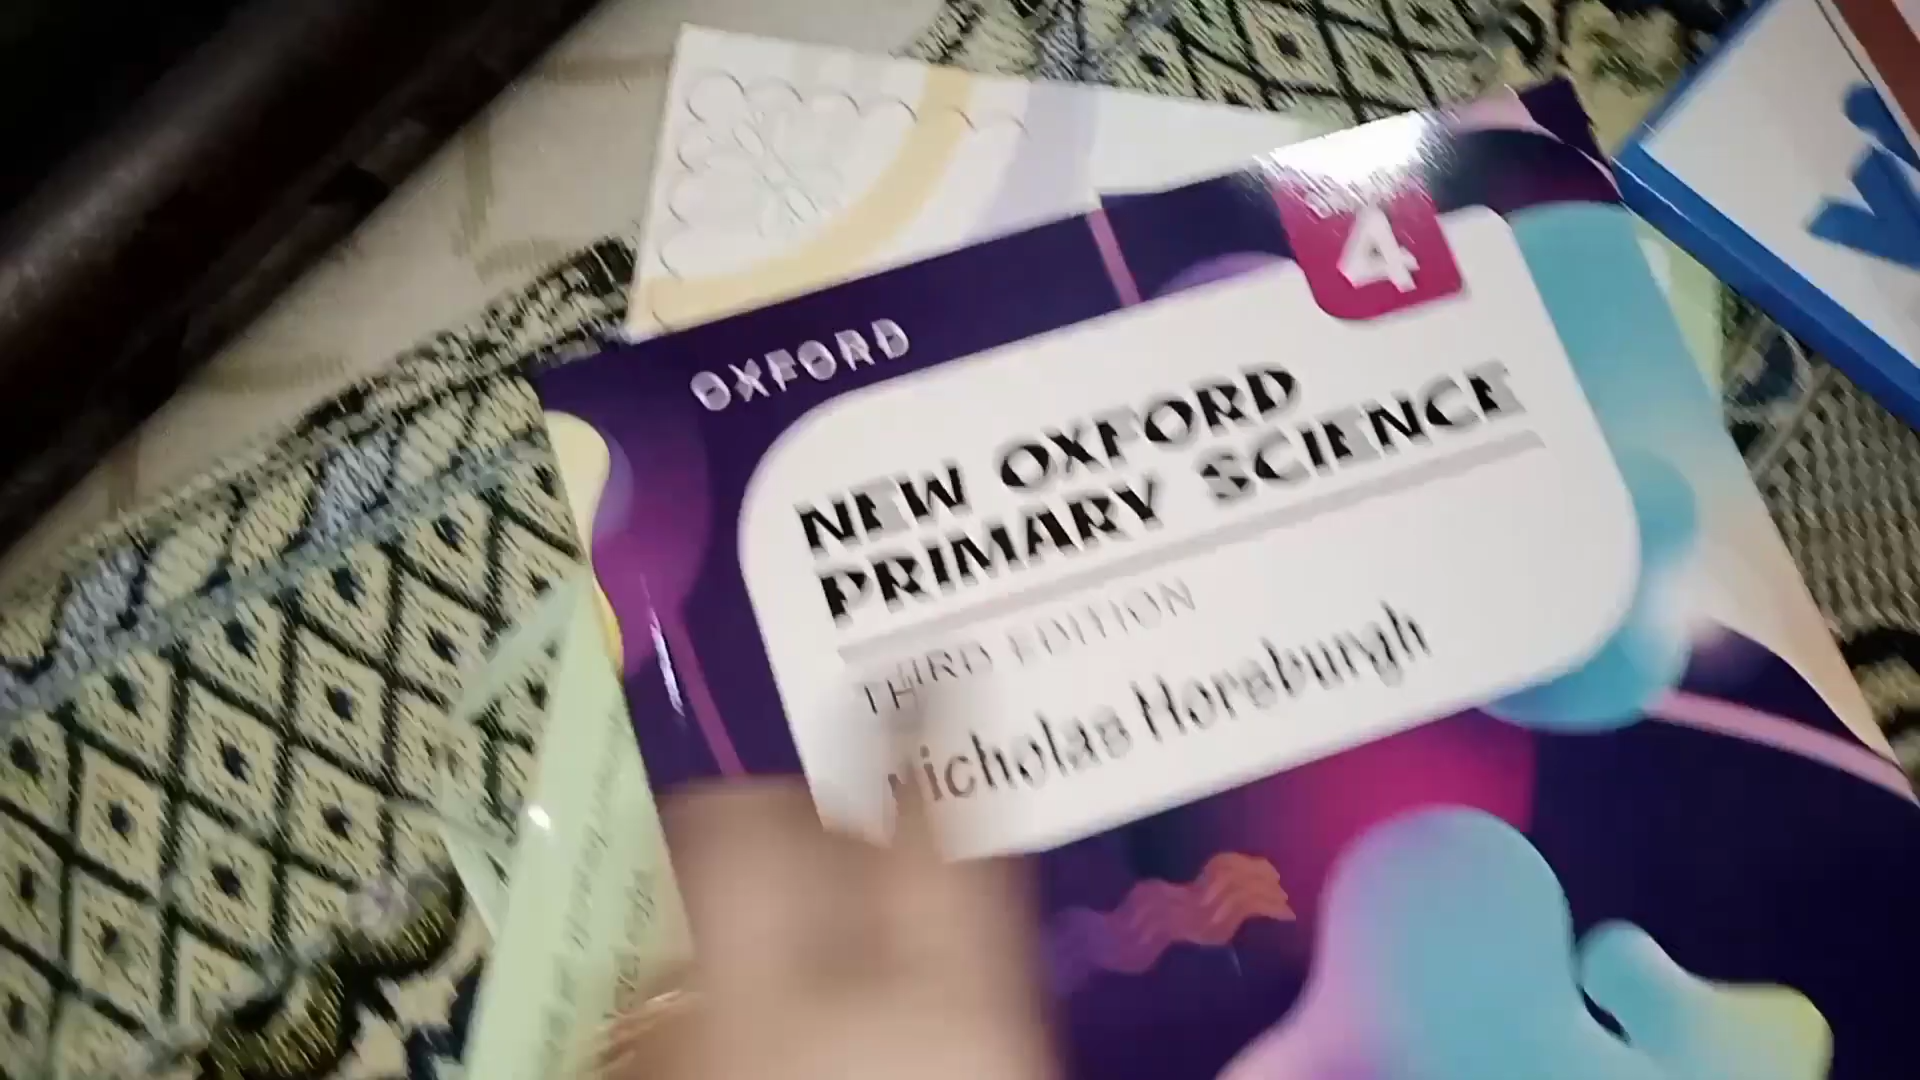 OXFORD
4
NEW OXFORD
PRIMARY SCIENCE
THIRD EDITION
Nicholas Horsburgh